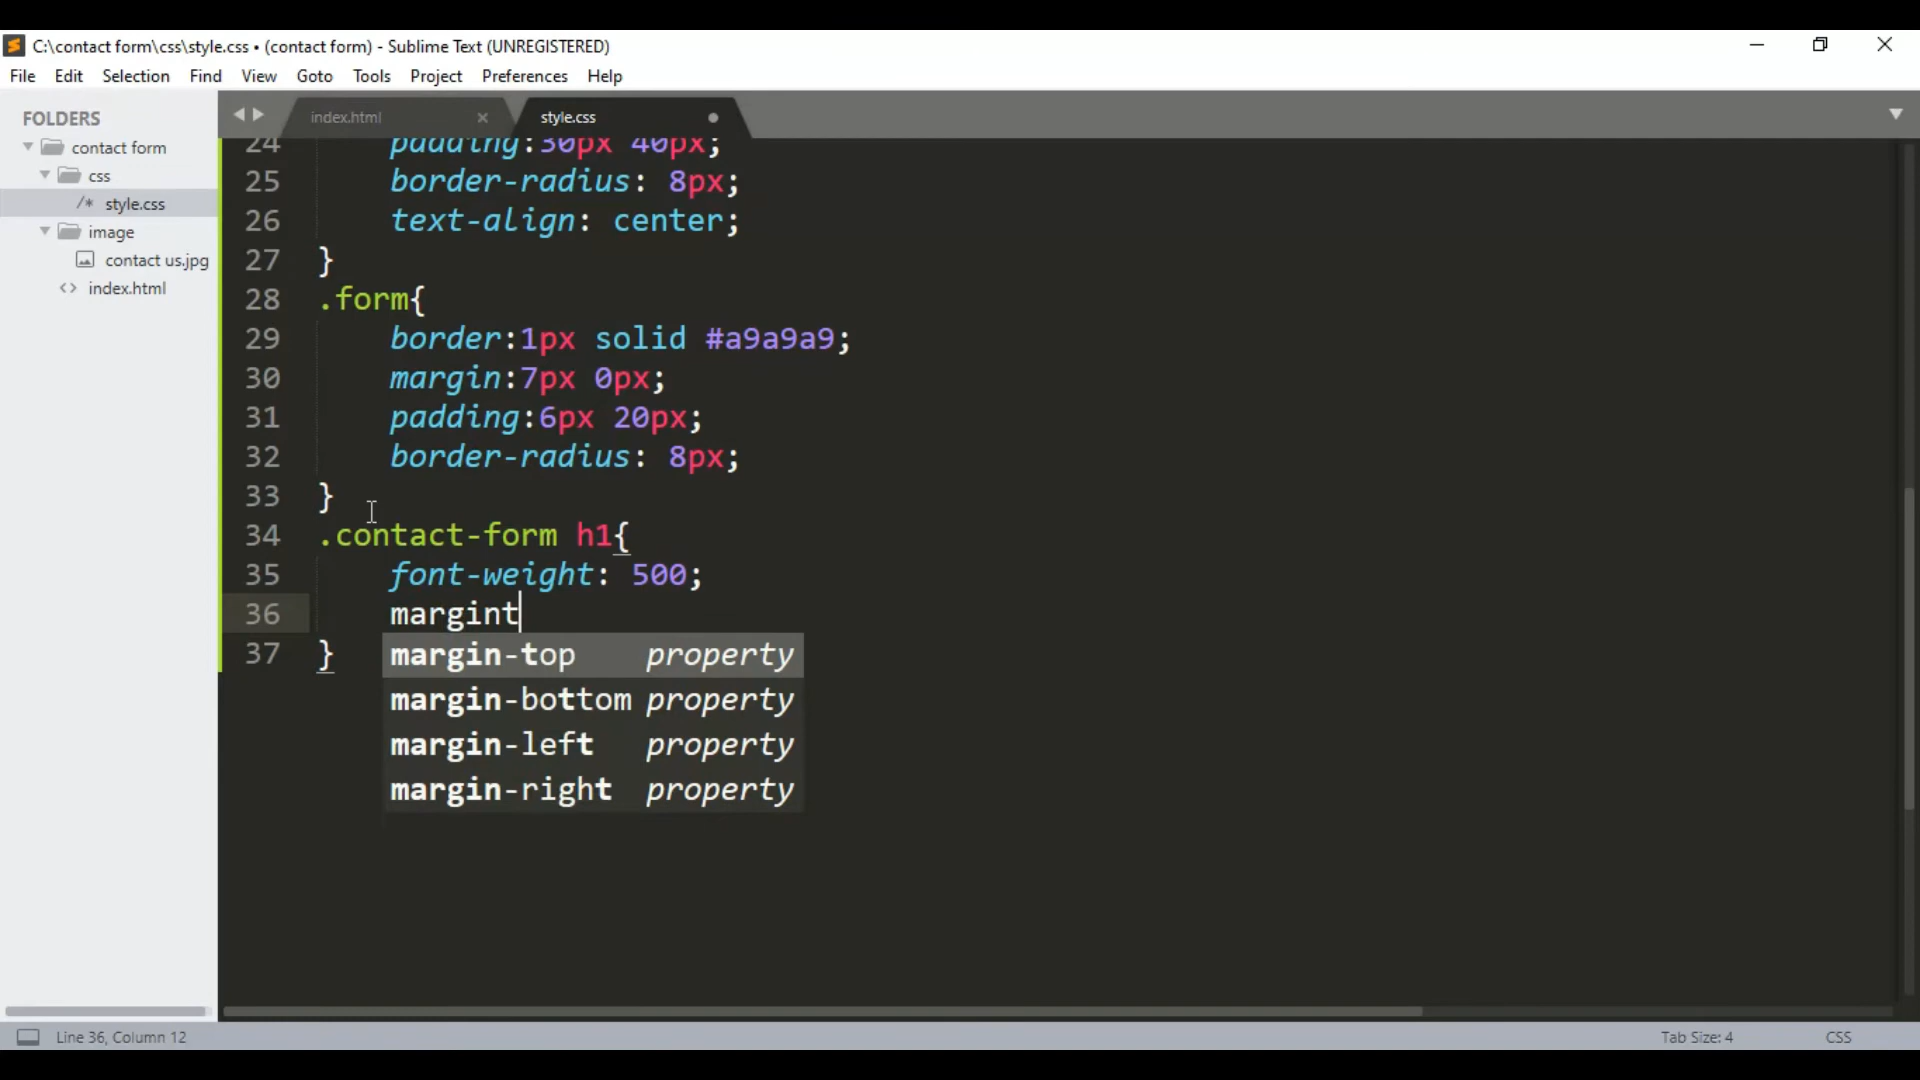 C:\contact form\css\style.css • (contact form) - Sublime Text (UNREGISTERED)
File Edit Selection Find View Goto Tools Project Preferences Help
FOLDERS
contact form
css
/* style.css
image
contact us.jpg
<> index.html
index.html × style.css
24 padding:30px 40px;
25 border-radius: 8px;
26 text-align: center;
27 }
28 .form{
29 border:1px solid #a9a9a9;
30 margin:7px 0px;
31 padding:6px 20px;
32 border-radius: 8px;
33 }
34 .contact-form h1{
35 font-weight: 500;
36 margint
37 }
margin-top property
margin-bottom property
margin-left property
margin-right property
Line 36, Column 12 Tab Size: 4 CSS